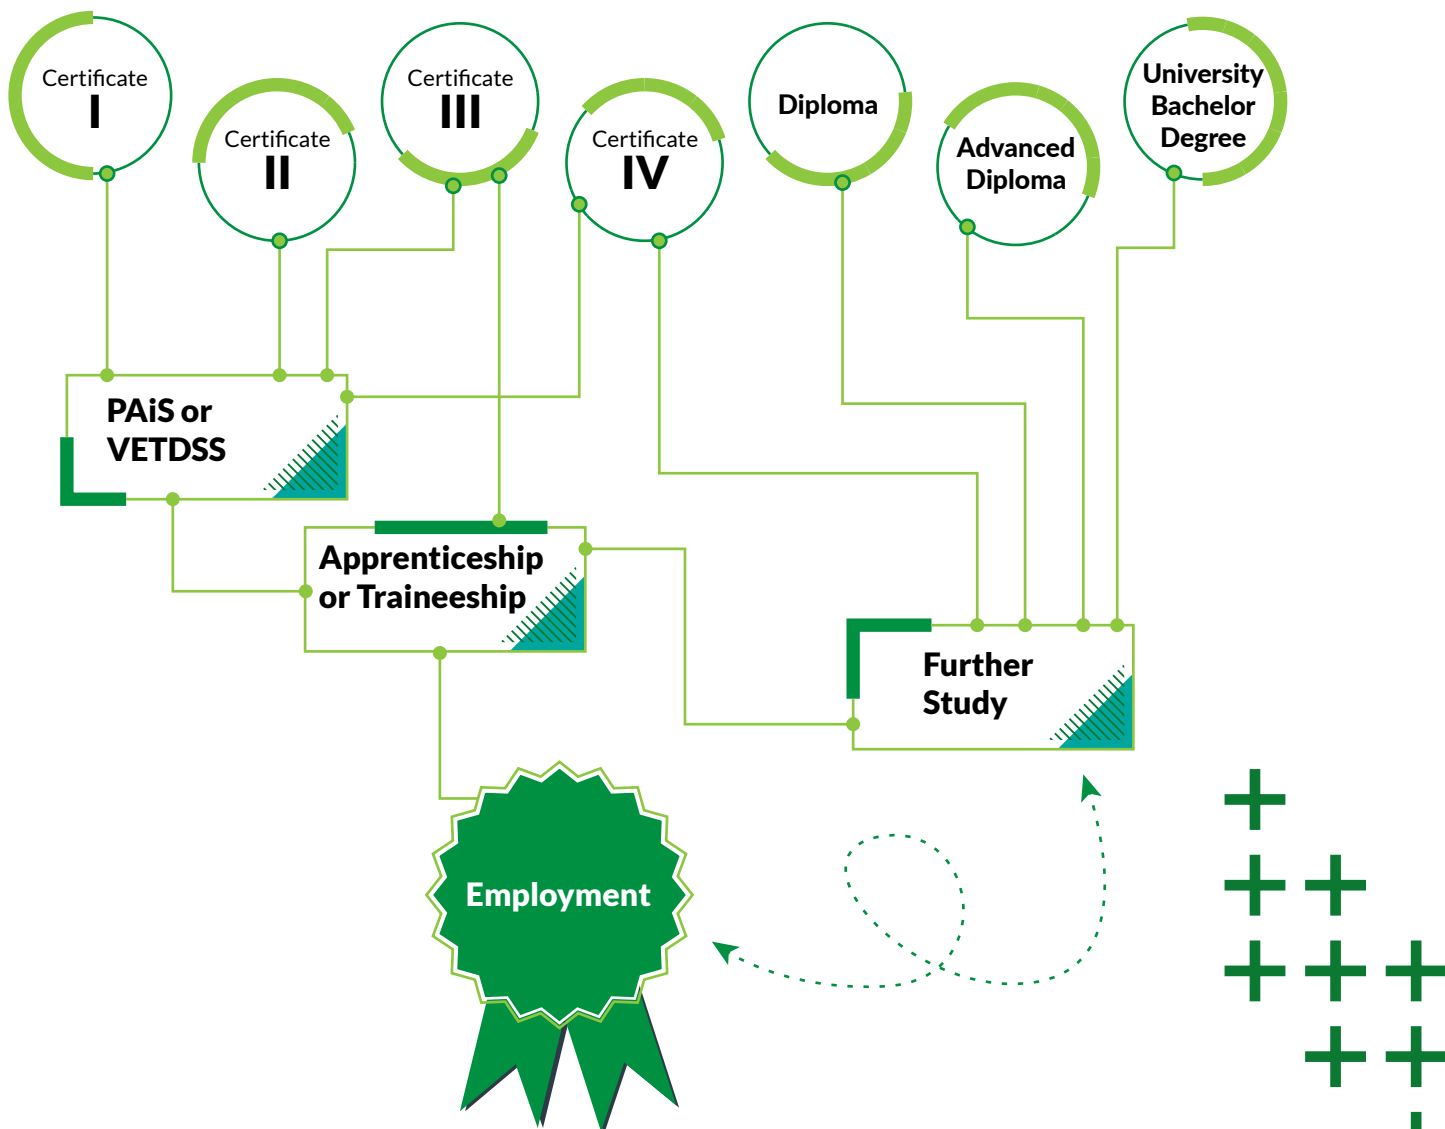 Certificate
I
Certificate
II
Certificate
III
Certificate
IV
Diploma
Advanced
Diploma
University
Bachelor
Degree
PAiS or
VETDSS
Apprenticeship
or Traineeship
Further
Study
Employment